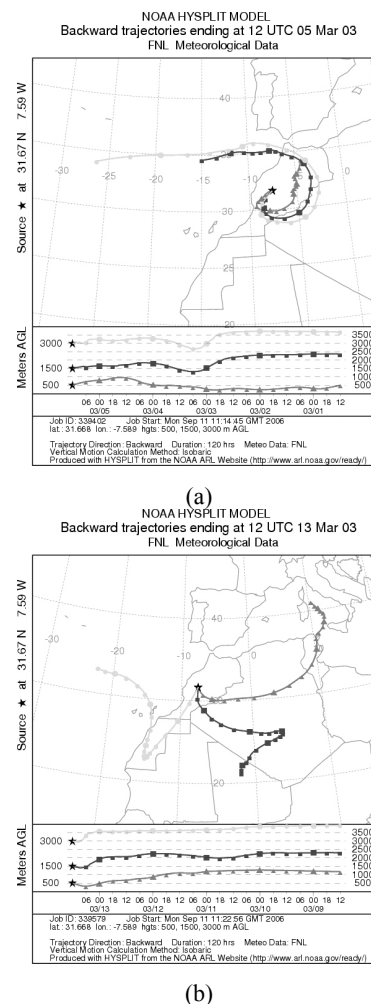 NOAA HYSPLIT MODEL
Backward trajectories ending at 12 UTC 05 Mar 03
FNL Meteorological Data
Source ★ at 31.67 N 7.59 W
40
-30
-25
-20
-15
-10
-5
0
35
30
25
20
Meters AGL
3000
1500
500
3500
3000
2500
2000
1500
1000
500
06 00 18 12 06 00 18 12 06 00 18 12 06 00 18 12 06 00 18 12
03/05 03/04 03/03 03/02 03/01
Job ID: 339402 Job Start: Mon Sep 11 11:14:45 GMT 2006
lat.: 31.668 lon.: -7.589 hgts: 500, 1500, 3000 m AGL
Trajectory Direction: Backward Duration: 120 hrs Meteo Data: FNL
Vertical Motion Calculation Method: Isobaric
Produced with HYSPLIT from the NOAA ARL Website (http://www.arl.noaa.gov/ready/)
(a)
NOAA HYSPLIT MODEL
Backward trajectories ending at 12 UTC 13 Mar 03
FNL Meteorological Data
Source ★ at 31.67 N 7.59 W
40
-30
-20
-10
0
10
20
Meters AGL
3000
1500
500
3500
3000
2500
2000
1500
1000
500
06 00 18 12 06 00 18 12 06 00 18 12 06 00 18 12 06 00 18 12
03/13 03/12 03/11 03/10 03/09
Job ID: 339579 Job Start: Mon Sep 11 11:22:56 GMT 2006
lat.: 31.668 lon.: -7.589 hgts: 500, 1500, 3000 m AGL
Trajectory Direction: Backward Duration: 120 hrs Meteo Data: FNL
Vertical Motion Calculation Method: Isobaric
Produced with HYSPLIT from the NOAA ARL Website (http://www.arl.noaa.gov/ready/)
(b)